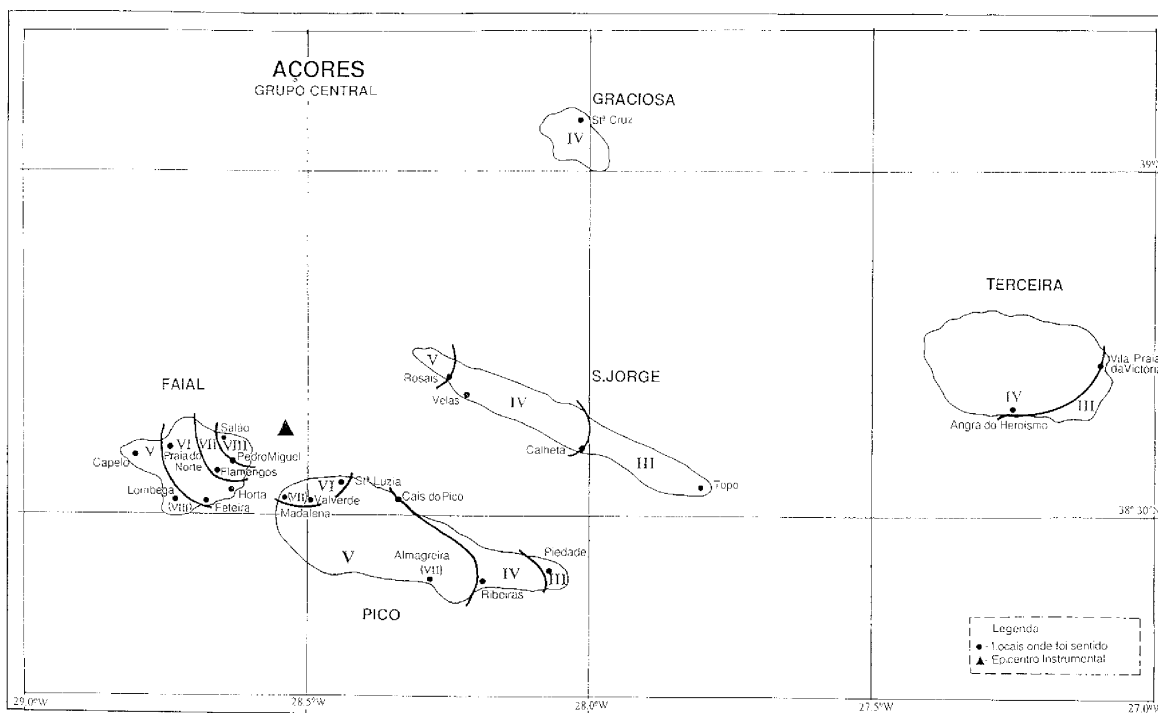 AÇORES
GRUPO CENTRAL
GRACIOSA
Stª Cruz
IV
39°
TERCEIRA
Vila Praia
da Victória
IV
III
Angra do Heroísmo
S.JORGE
V
Rosais
Velas
IV
Calheta
III
Topo
FAIAL
Salão
V
VI
VII
VIII
Capelo
Praia do
Norte
Pedro Miguel
Flamengos
Lombega
(VIII)
Horta
Feteira
VI
Stª Luzia
(VII)
Valverde
Madalena
Cais do Pico
38°30'
V
Almagreira
(VII)
Piedade
IV
III
Ribeiras
PICO
Legenda
- Locais onde foi sentido
- Epicentro Instrumental
29.0°W
28.5°W
28.0°W
27.5°W
27.0°W